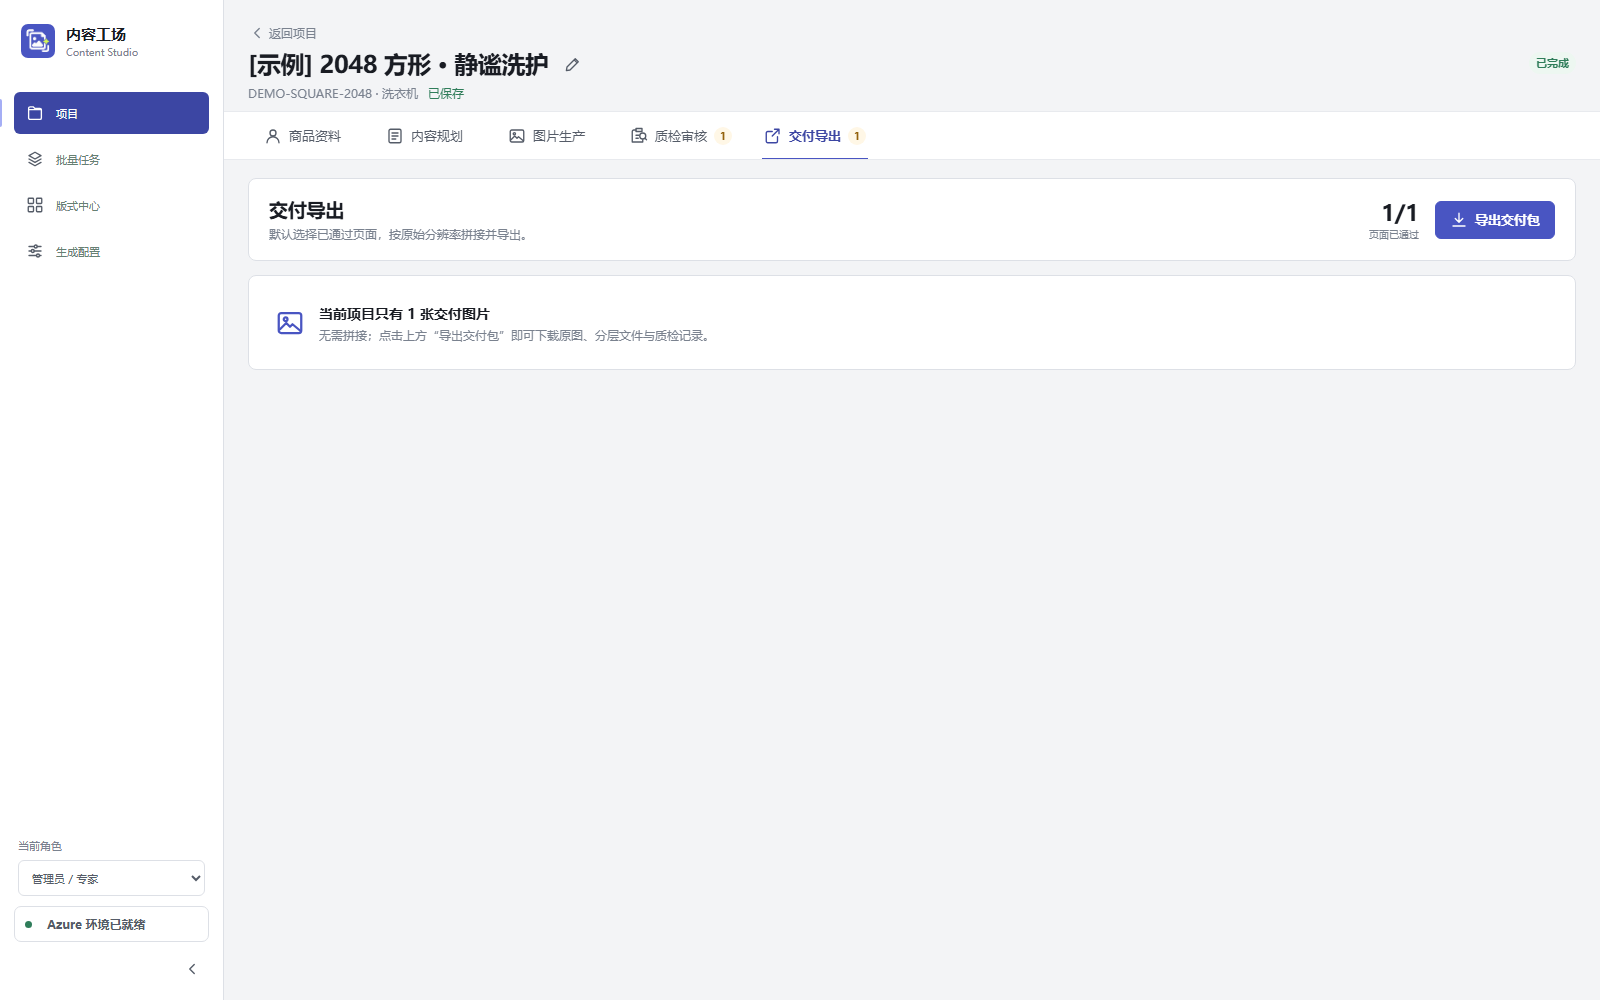 内容工场
Content Studio
项目
批量任务
版式中心
生成配置
当前角色
管理员 / 专家
Azure 环境已就绪
返回项目
[示例] 2048 方形 • 静谧洗护
已完成
DEMO-SQUARE-2048 · 洗衣机 已保存
商品资料
内容规划
图片生产
质检审核 1
交付导出 1
交付导出
默认选择已通过页面，按原始分辨率拼接并导出。
1/1
页面已通过
导出交付包
当前项目只有 1 张交付图片
无需拼接；点击上方“导出交付包”即可下载原图、分层文件与质检记录。